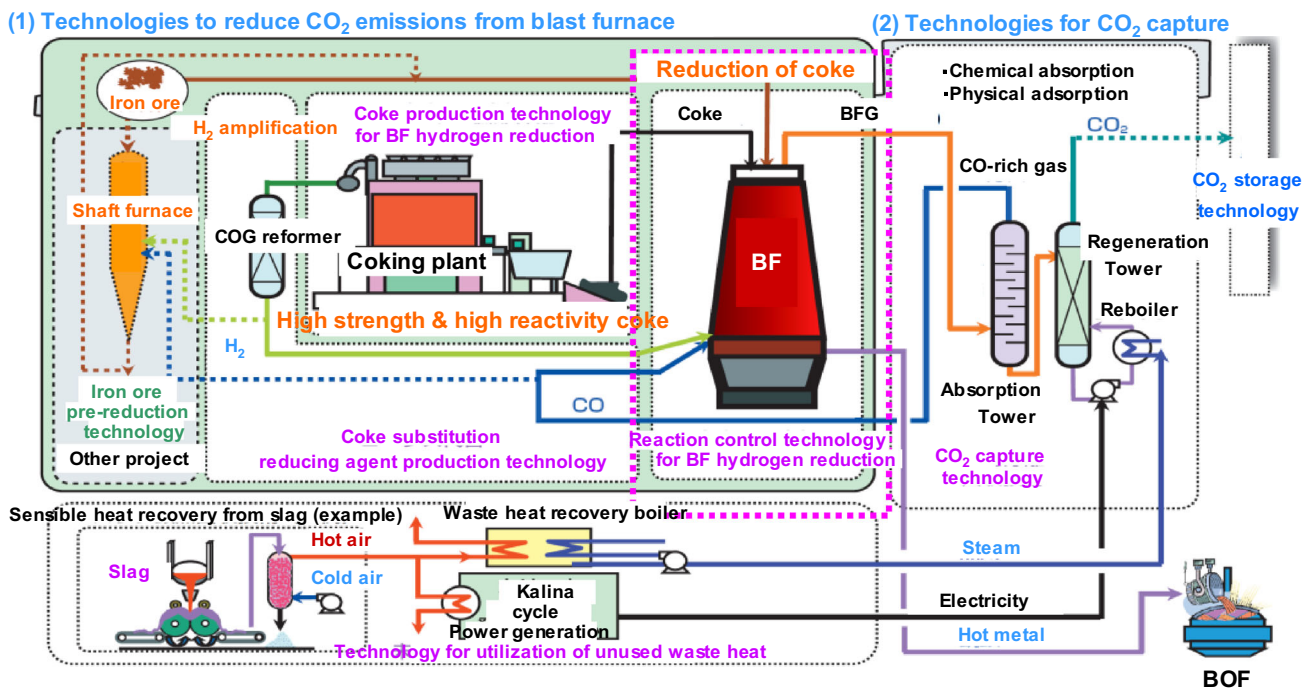 (1) Technologies to reduce CO₂ emissions from blast furnace
(2) Technologies for CO₂ capture
Iron ore
H₂ amplification
Coke production technology
for BF hydrogen reduction
Reduction of coke
Coke
BFG
·Chemical absorption
·Physical adsorption
CO₂
CO-rich gas
CO₂ storage
technology
Shaft furnace
COG reformer
Coking plant
BF
Regeneration
Tower
Reboiler
High strength & high reactivity coke
H₂
Iron ore
pre-reduction
technology
Other project
CO
Absorption
Tower
Coke substitution
reducing agent production technology
Reaction control technology
for BF hydrogen reduction
CO₂ capture
technology
Sensible heat recovery from slag (example)
Waste heat recovery boiler
Hot air
Slag
Cold air
Steam
Kalina
cycle
Power generation
Electricity
Technology for utilization of unused waste heat
Hot metal
BOF